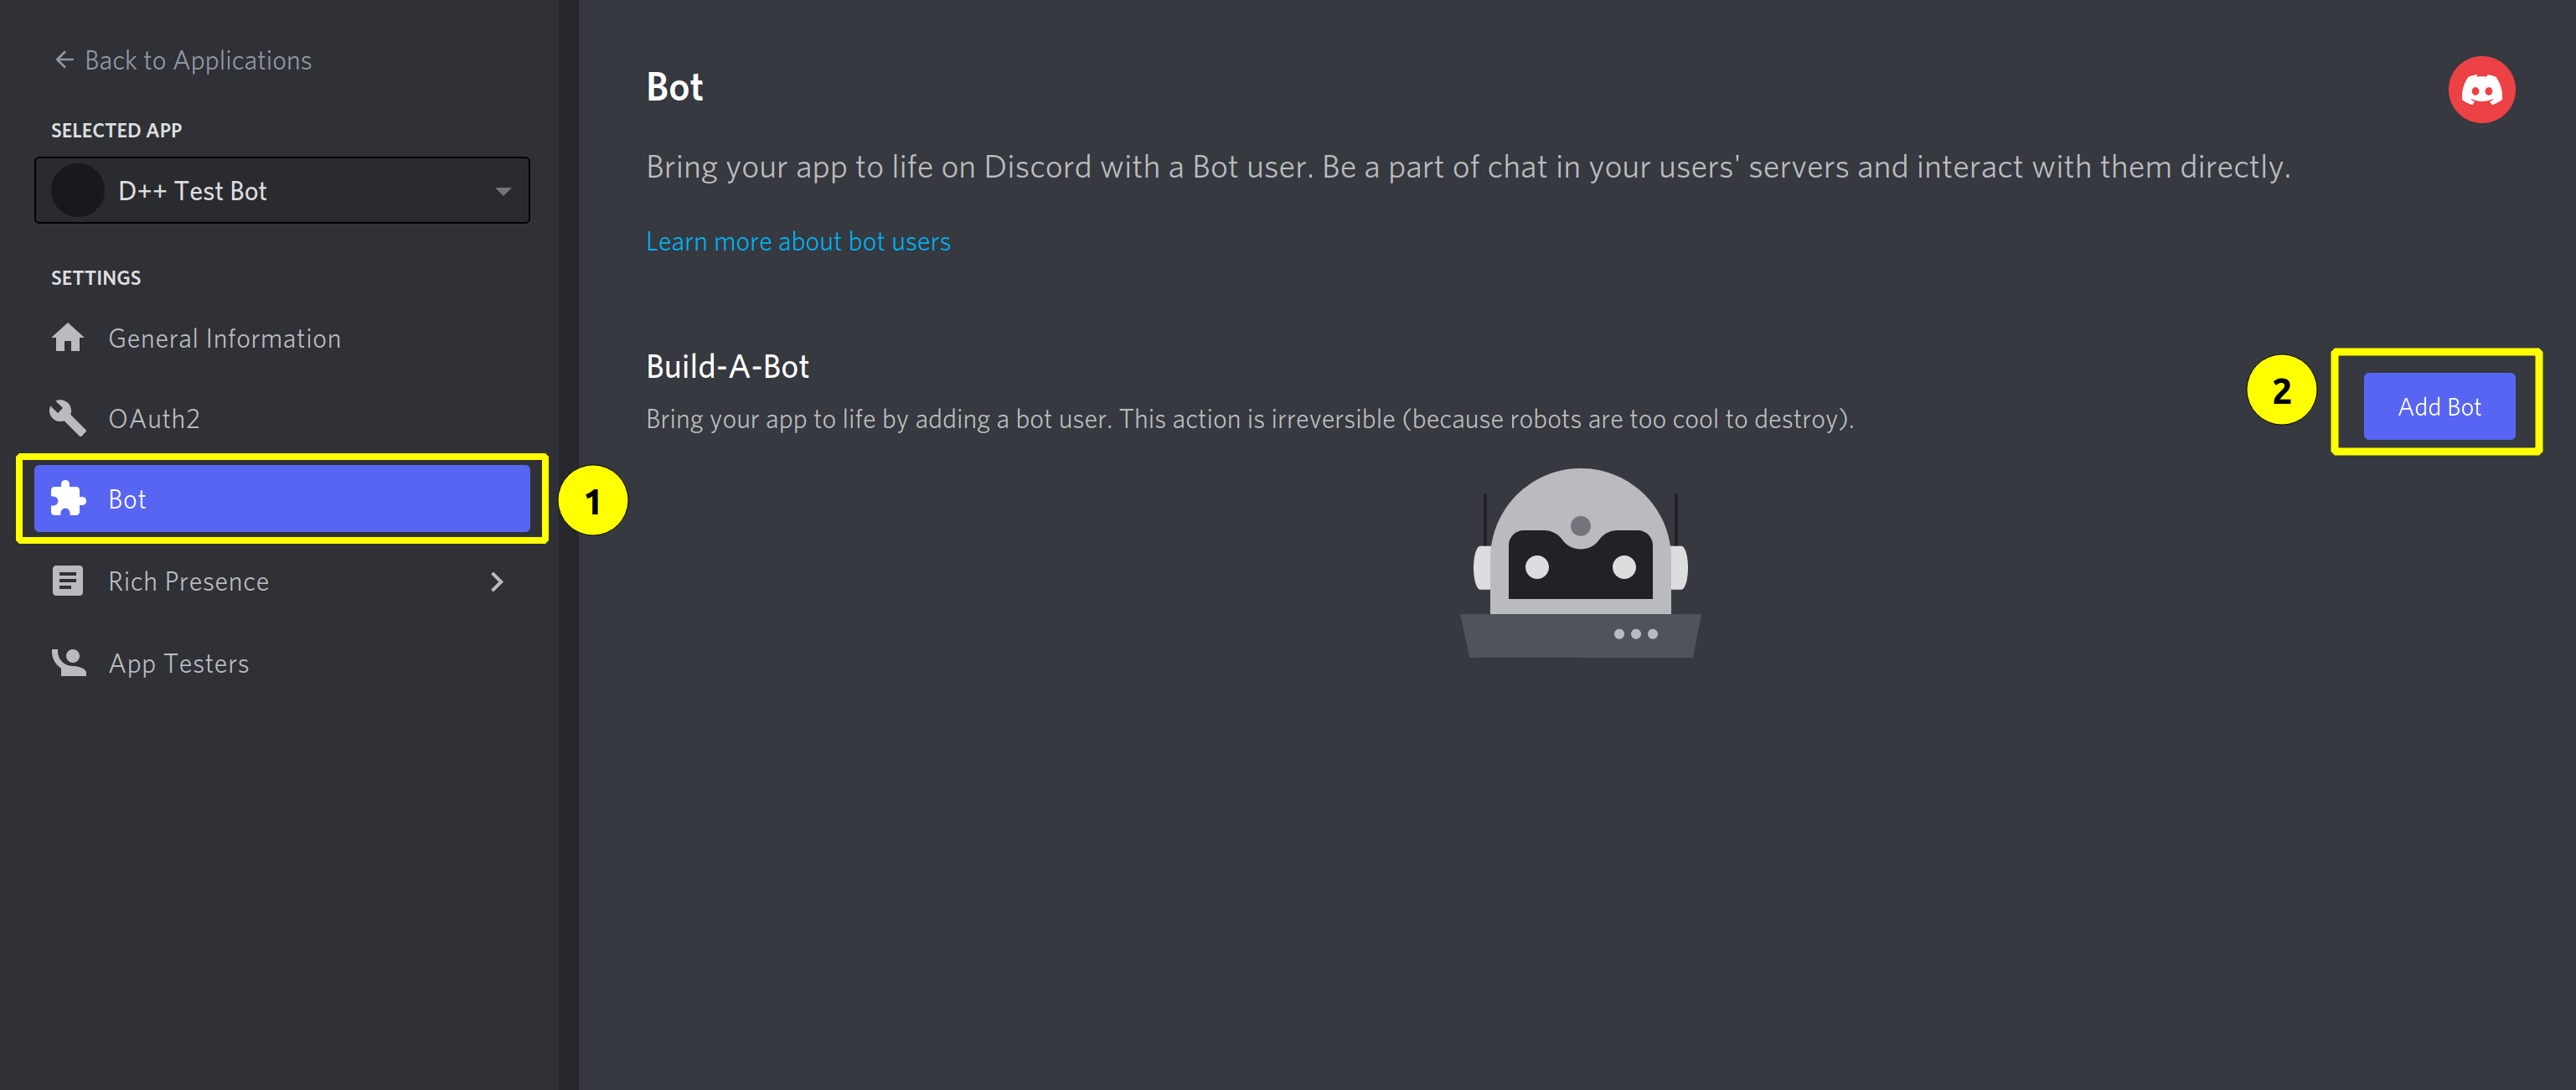 Back to Applications
SELECTED APP
D++ Test Bot
SETTINGS
General Information
OAuth2
Bot
1
Rich Presence
App Testers
Bot
Bring your app to life on Discord with a Bot user. Be a part of chat in your users' servers and interact with them directly.
Learn more about bot users
Build-A-Bot
Bring your app to life by adding a bot user. This action is irreversible (because robots are too cool to destroy).
2
Add Bot